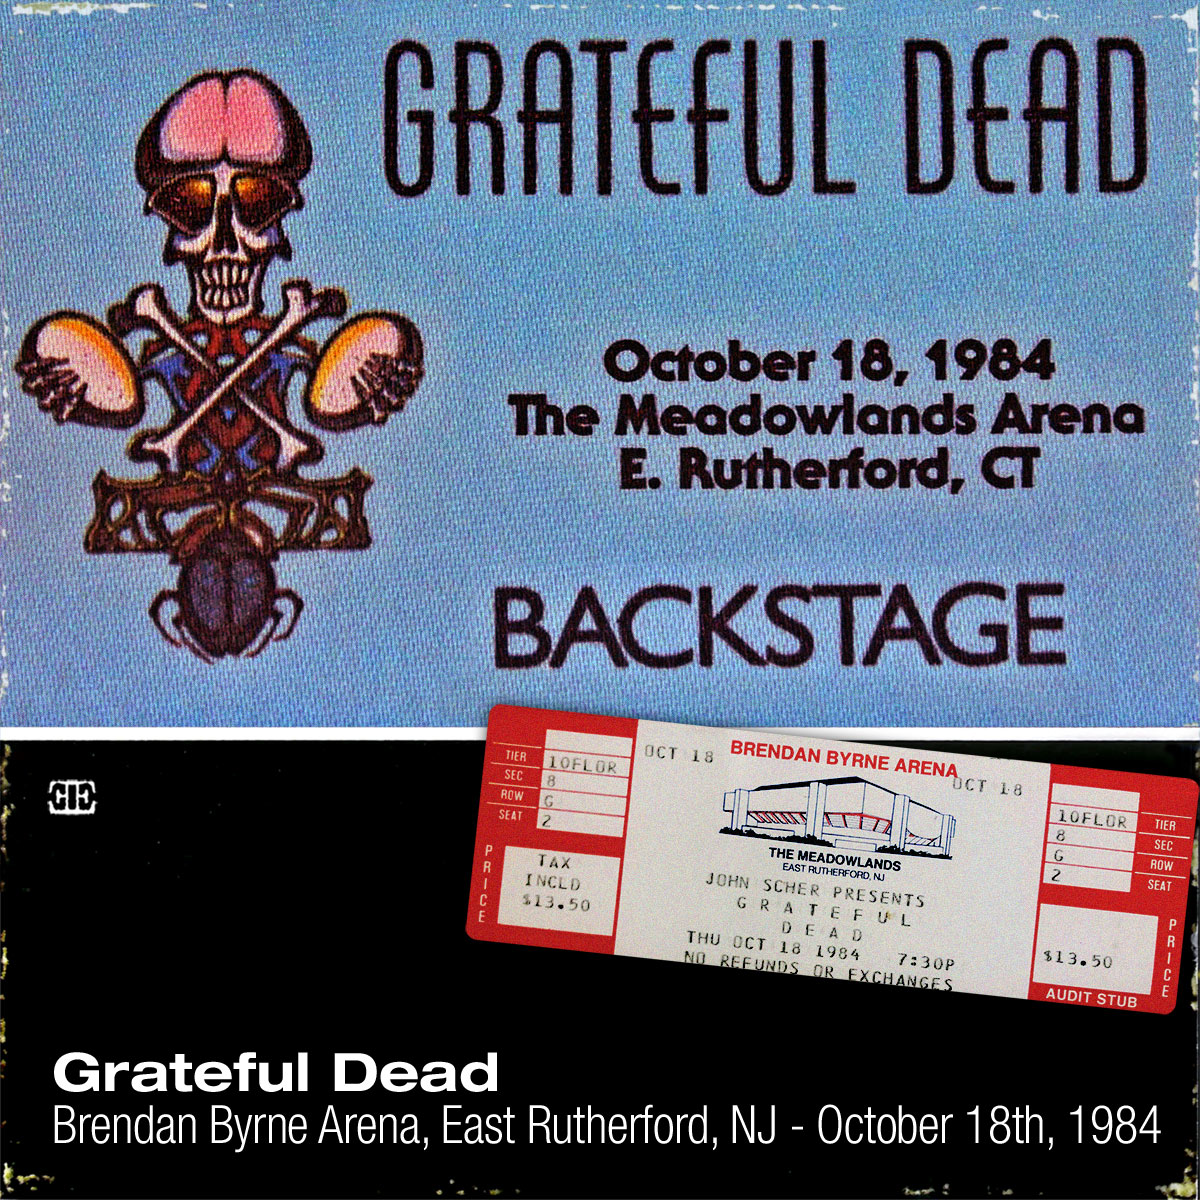 GRATEFUL DEAD
October 18, 1984
The Meadowlands Arena
E. Rutherford, CT
BACKSTAGE
TIER 10FLOR
SEC 8
ROW G
SEAT 2
PRICE
TAX
INCLD
$13.50
OCT 18
BRENDAN BYRNE ARENA
OCT 18
THE MEADOWLANDS
EAST RUTHERFORD, NJ
JOHN SCHER PRESENTS
GRATEFUL
DEAD
THU OCT 18 1984 7:30P
NO REFUNDS OR EXCHANGES
10FLOR TIER
8 SEC
G ROW
2 SEAT
$13.50
PRICE
AUDIT STUB
Grateful Dead
Brendan Byrne Arena, East Rutherford, NJ - October 18th, 1984